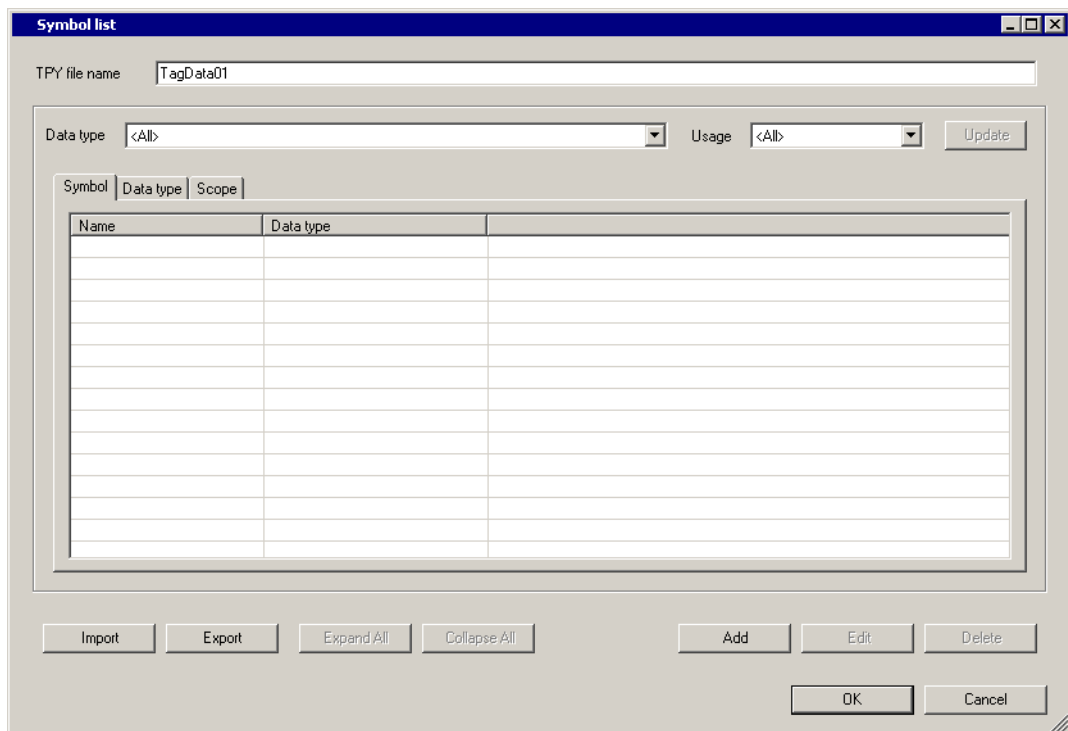 Symbol list
TPY file name TagData01
Data type <All> Usage <All> Update
Symbol Data type Scope
Name Data type
Import Export Expand All Collapse All Add Edit Delete
OK Cancel